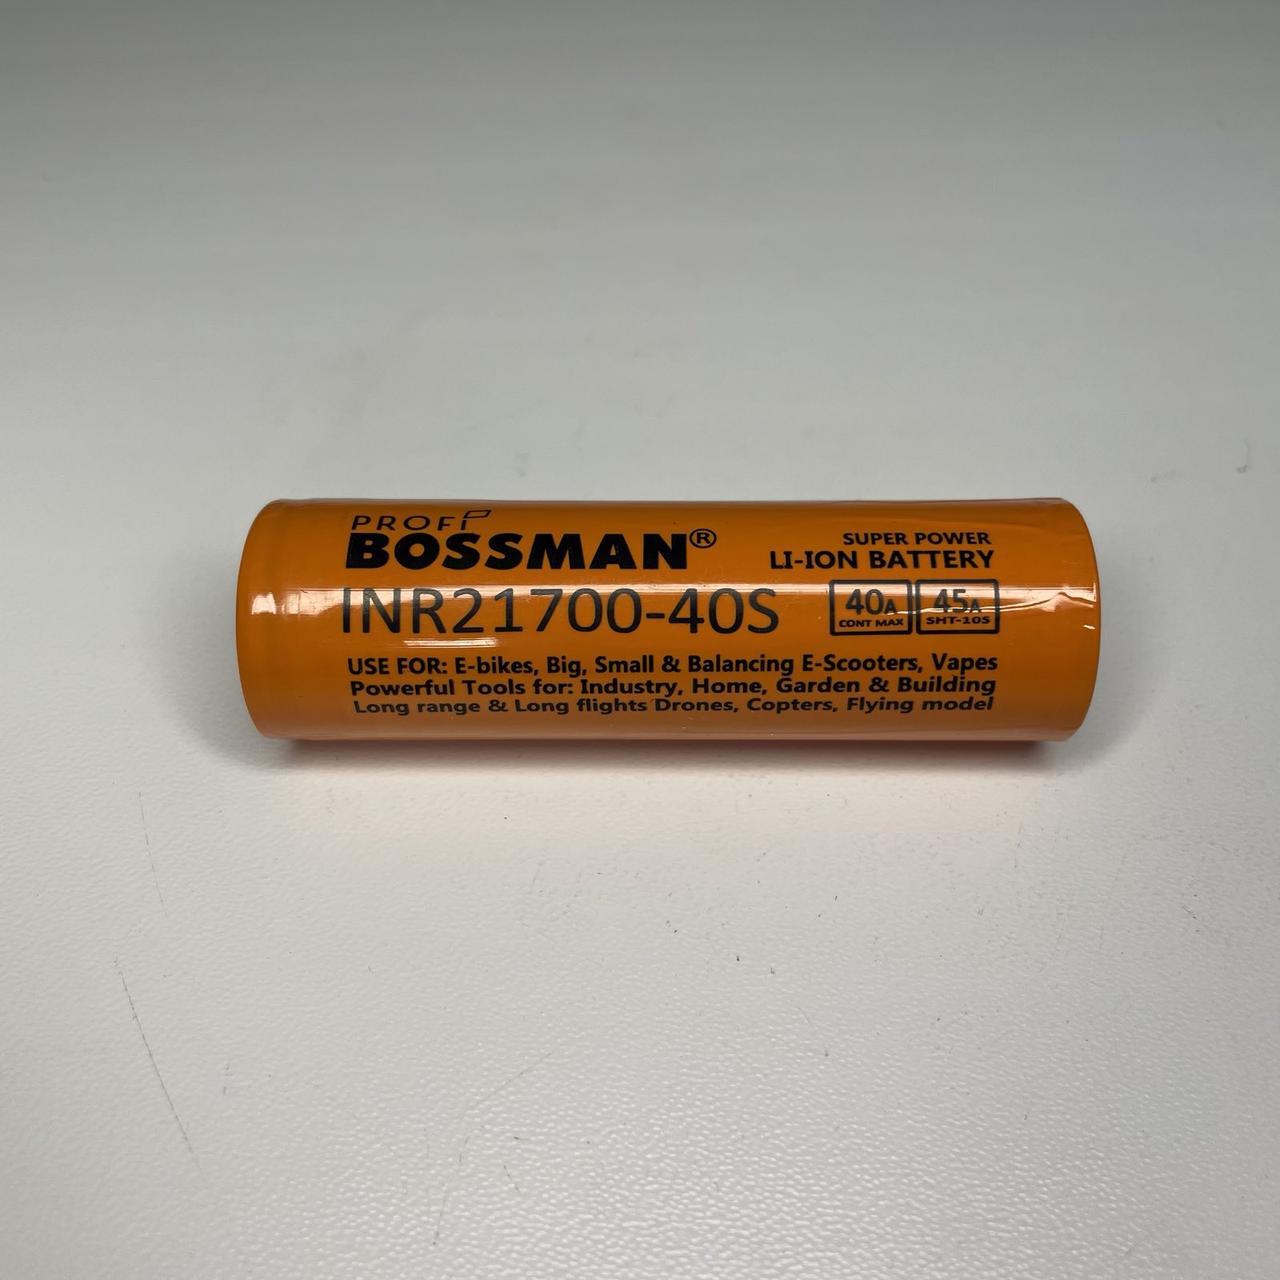 PROFI
BOSSMAN®
SUPER POWER
LI-ION BATTERY
INR21700-40S
40A
CONT MAX
45A
SHT-10S
USE FOR: E-bikes, Big, Small & Balancing E-Scooters, Vapes
Powerful Tools for: Industry, Home, Garden & Building
Long range & Long flights Drones, Copters, Flying model